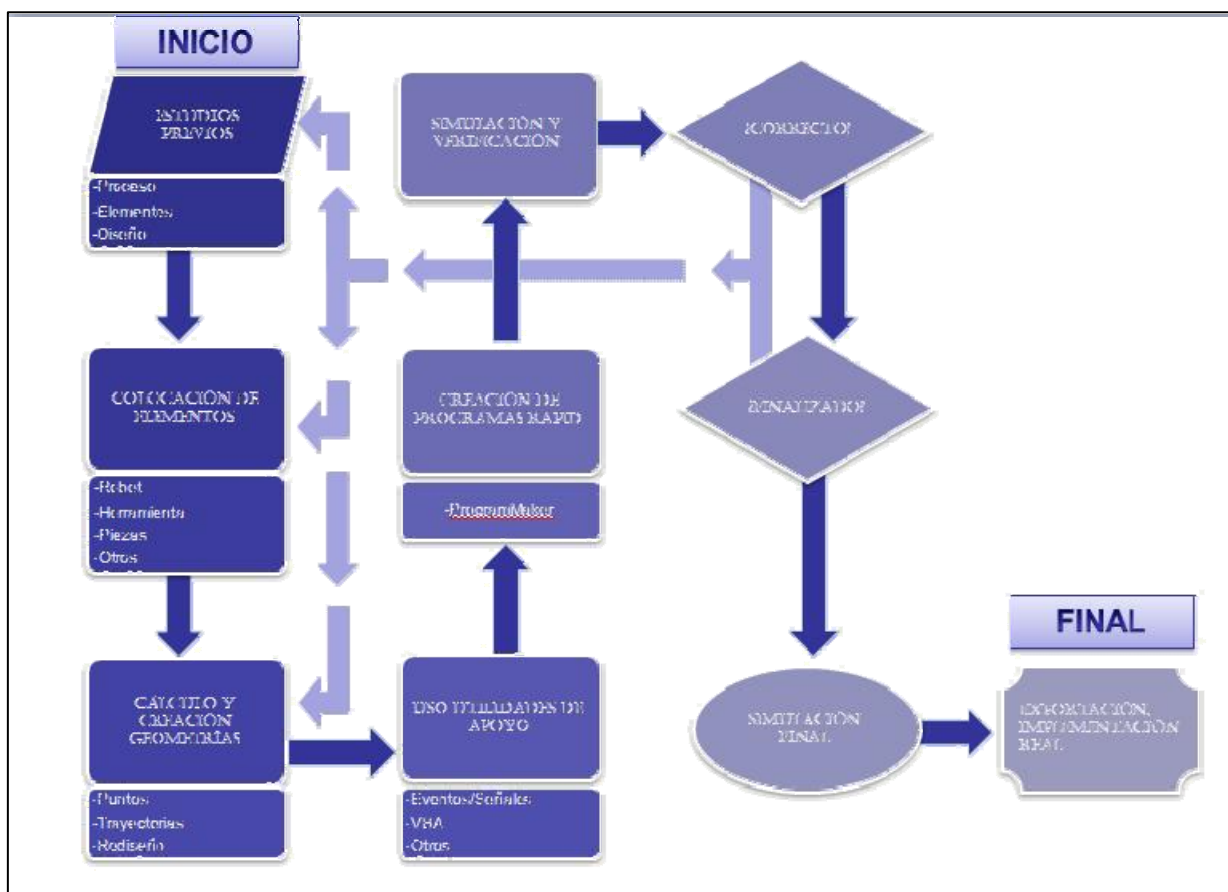 INICIO
ESTUDIOS
PREVIOS
-Proceso
-Elementos
-Diseño
COLOCACIÓN DE
ELEMENTOS
-Robot
-Herramienta
-Piezas
-Otros
CÁLCULO Y
CREACIÓN
GEOMETRÍAS
-Puntos
-Trayectorias
-Rediseño
USO UTILIDADES DE
APOYO
-Eventos/Señales
-VBA
-Otros
CREACIÓN DE
PROGRAMAS RAPID
-ProgramMaker
SIMULACIÓN Y
VERIFICACIÓN
¿CORRECTO?
¿FINALIZADO?
SIMULACIÓN
FINAL
FINAL
EXPORTACIÓN,
IMPLEMENTACIÓN
REAL